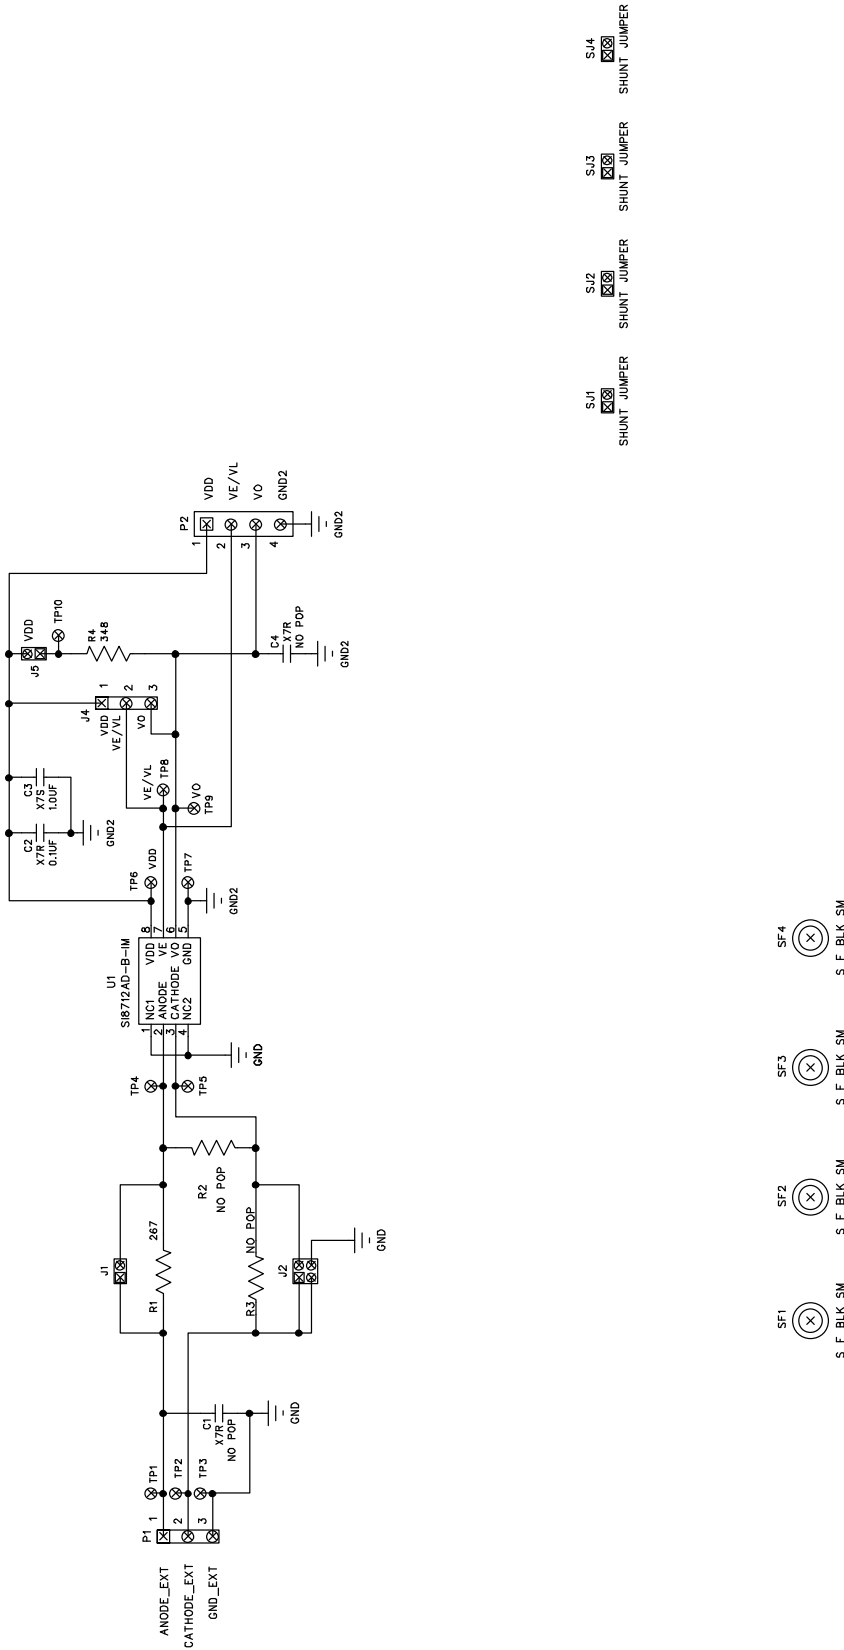 ANODE_EXT
CATHODE_EXT
GND_EXT
P1
1
2
3
TP1
TP2
TP3
C1
X7R
NO POP
GND
J1
R1
267
R3
NO POP
R2
NO POP
J2
GND
TP4
TP5
GND
U1
SI8712AD-B-IM
1
2
3
4
NC1
ANODE
CATHODE
NC2
VDD
VE
VO
GND
8
7
6
5
TP6
VDD
TP7
GND2
C2
X7R
0.1UF
C3
X7S
1.0UF
GND2
VE/VL
TP8
VO
TP9
J4
VDD
VE/VL
VO
1
2
3
J5
VDD
TP10
R4
348
C4
X7R
NO POP
GND2
P2
1
2
3
4
VDD
VE/VL
VO
GND2
GND2
SJ1
SHUNT JUMPER
SJ2
SHUNT JUMPER
SJ3
SHUNT JUMPER
SJ4
SHUNT JUMPER
SF1
S F BLK SM
SF2
S F BLK SM
SF3
S F BLK SM
SF4
S F BLK SM